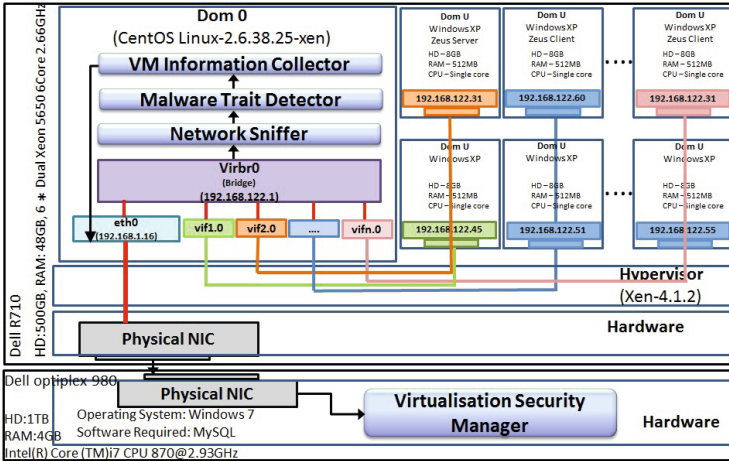 Dell R710
HD:500GB, RAM: 48GB, 6 * Dual Xeon 5650 6Core 2.66GHz
Dom 0
(CentOS Linux-2.6.38.25-xen)
VM Information Collector
Malware Trait Detector
Network Sniffer
Virbr0
(Bridge)
(192.168.122.1)
eth0
(192.168.1.16)
vif1.0
vif2.0
....
vifn.0
Dom U
WindowsXP
Zeus Server
HD–8GB
RAM–512MB
CPU–Single core
192.168.122.31
Dom U
WindowsXP
Zeus Client
HD–8GB
RAM–512MB
CPU–Single core
192.168.122.60
....
Dom U
WindowsXP
Zeus Client
HD–8GB
RAM–512MB
CPU–Single core
192.168.122.31
Dom U
WindowsXP
HD–8GB
RAM–512MB
CPU–Single core
192.168.122.45
Dom U
WindowsXP
HD–8GB
RAM–512MB
CPU–Single core
192.168.122.51
....
Dom U
WindowsXP
HD–8GB
RAM–512MB
CPU–Single core
192.168.122.55
Hypervisor
(Xen-4.1.2)
Hardware
Physical NIC
Dell optiplex 980
Physical NIC
HD:1TB
RAM:4GB
Intel(R) Core (TM)i7 CPU 870@2.93GHz
Operating System: Windows 7
Software Required: MySQL
Virtualisation Security
Manager
Hardware